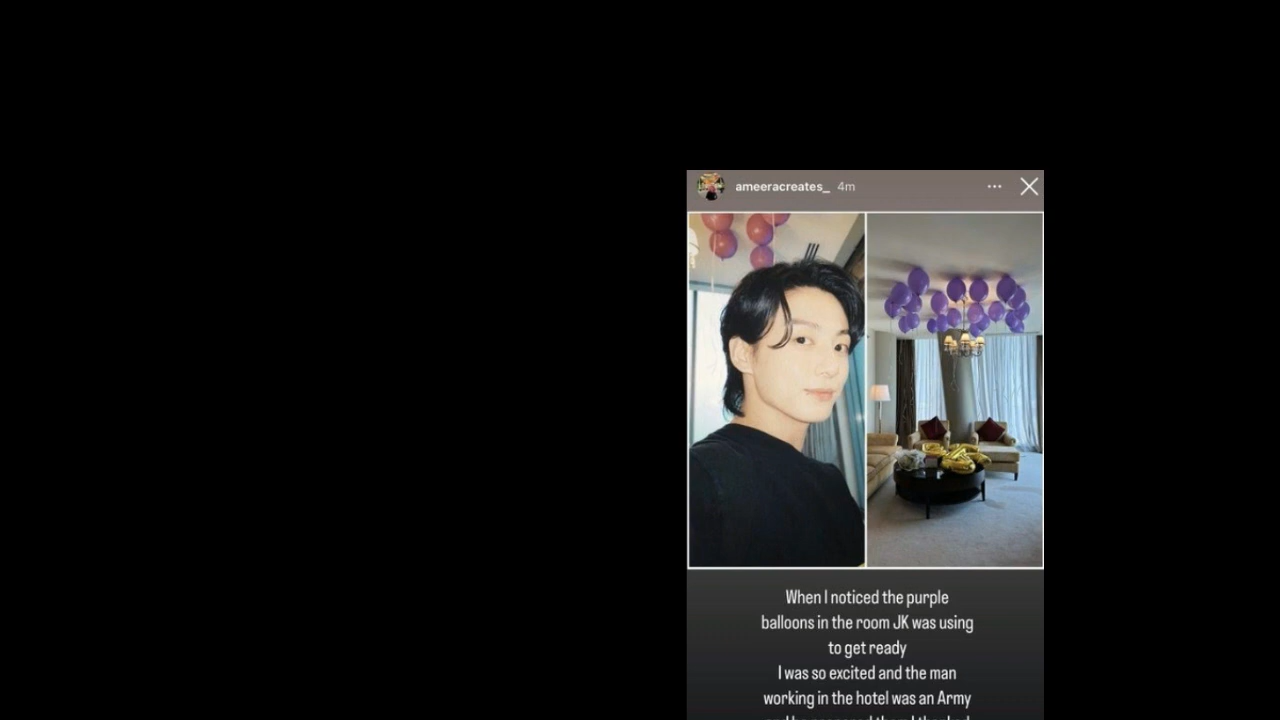 ameeracreates_ 4m
When I noticed the purple
balloons in the room JK was using
to get ready
I was so excited and the man
working in the hotel was an Army